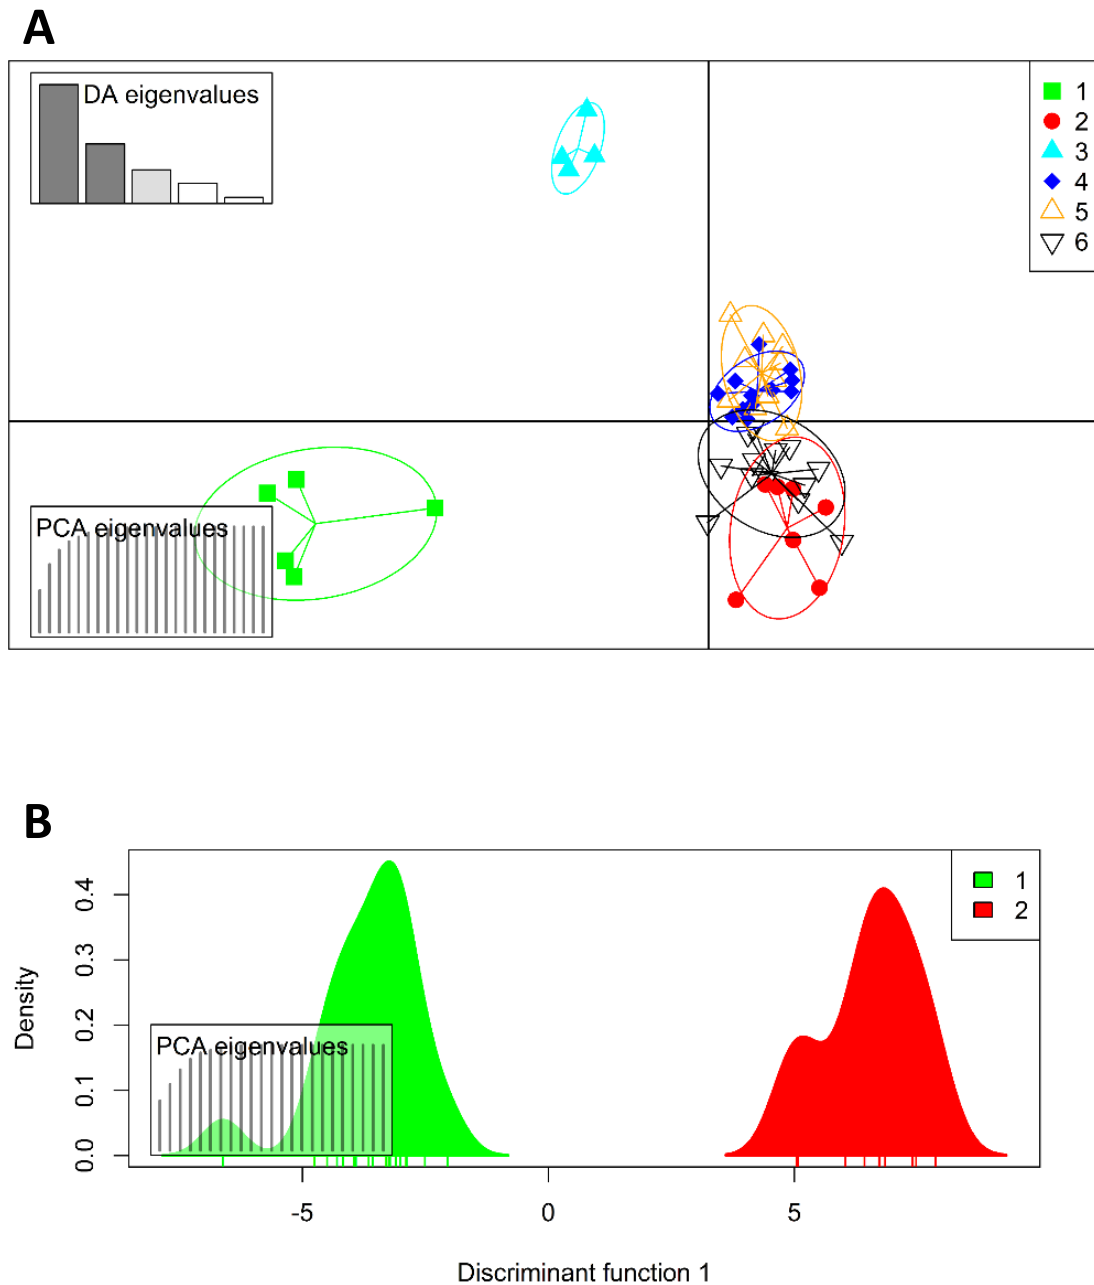 A
DA eigenvalues
1
2
3
4
5
6
PCA eigenvalues
B
1
2
PCA eigenvalues
Density
0.4
0.3
0.2
0.1
0.0
-5
0
5
Discriminant function 1